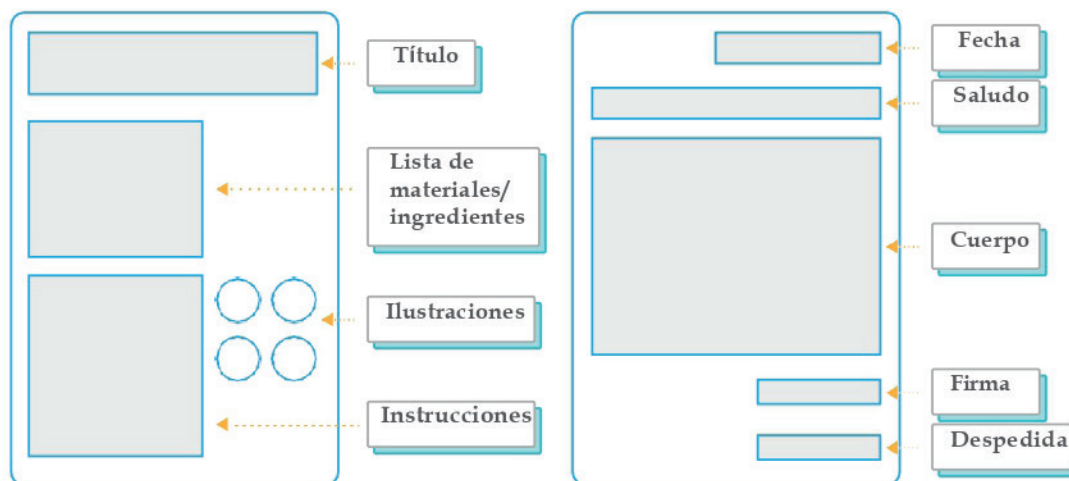 Título
Lista de
materiales/
ingredientes
Ilustraciones
Instrucciones
Fecha
Saludo
Cuerpo
Firma
Despedida